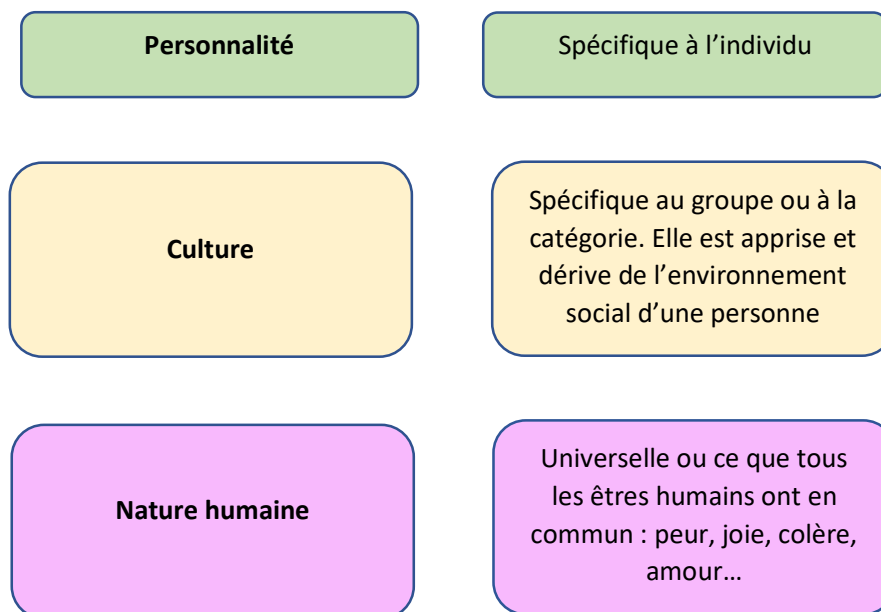 Personnalité
Spécifique à l’individu
Culture
Spécifique au groupe ou à la
catégorie. Elle est apprise et
dérive de l’environnement
social d’une personne
Nature humaine
Universelle ou ce que tous
les êtres humains ont en
commun : peur, joie, colère,
amour…